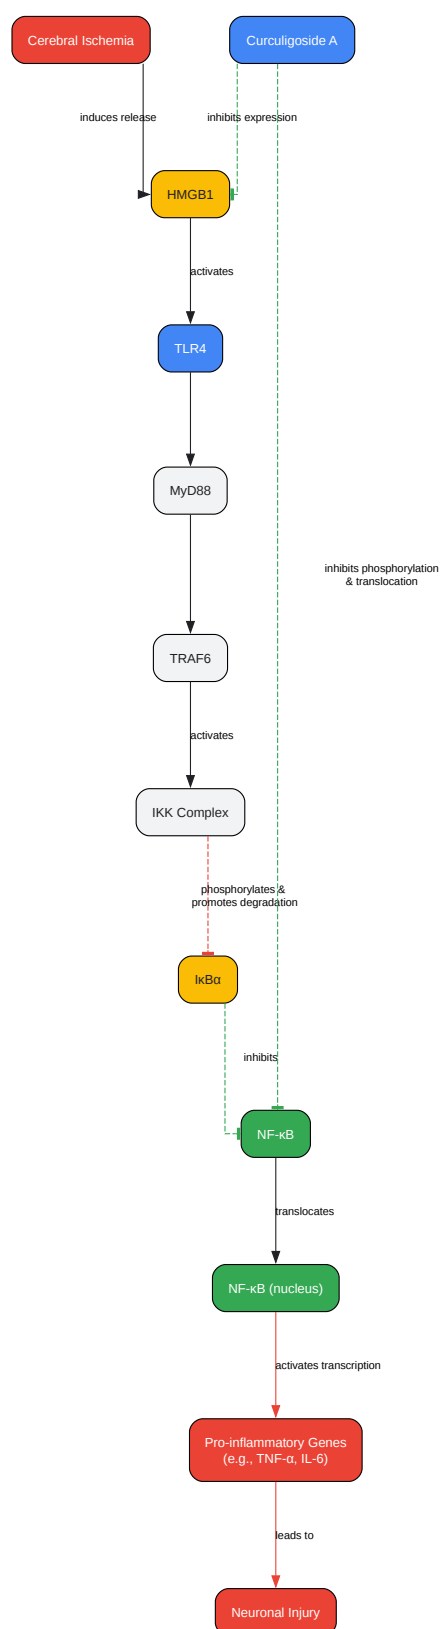 Cerebral Ischemia
Curculigoside A
induces release
inhibits expression
HMGB1
activates
TLR4
MyD88
inhibits phosphorylation
& translocation
TRAF6
activates
IKK Complex
phosphorylates &
promotes degradation
IκBα
inhibits
NF-κB
translocates
NF-κB (nucleus)
activates transcription
Pro-inflammatory Genes
(e.g., TNF-α, IL-6)
leads to
Neuronal Injury